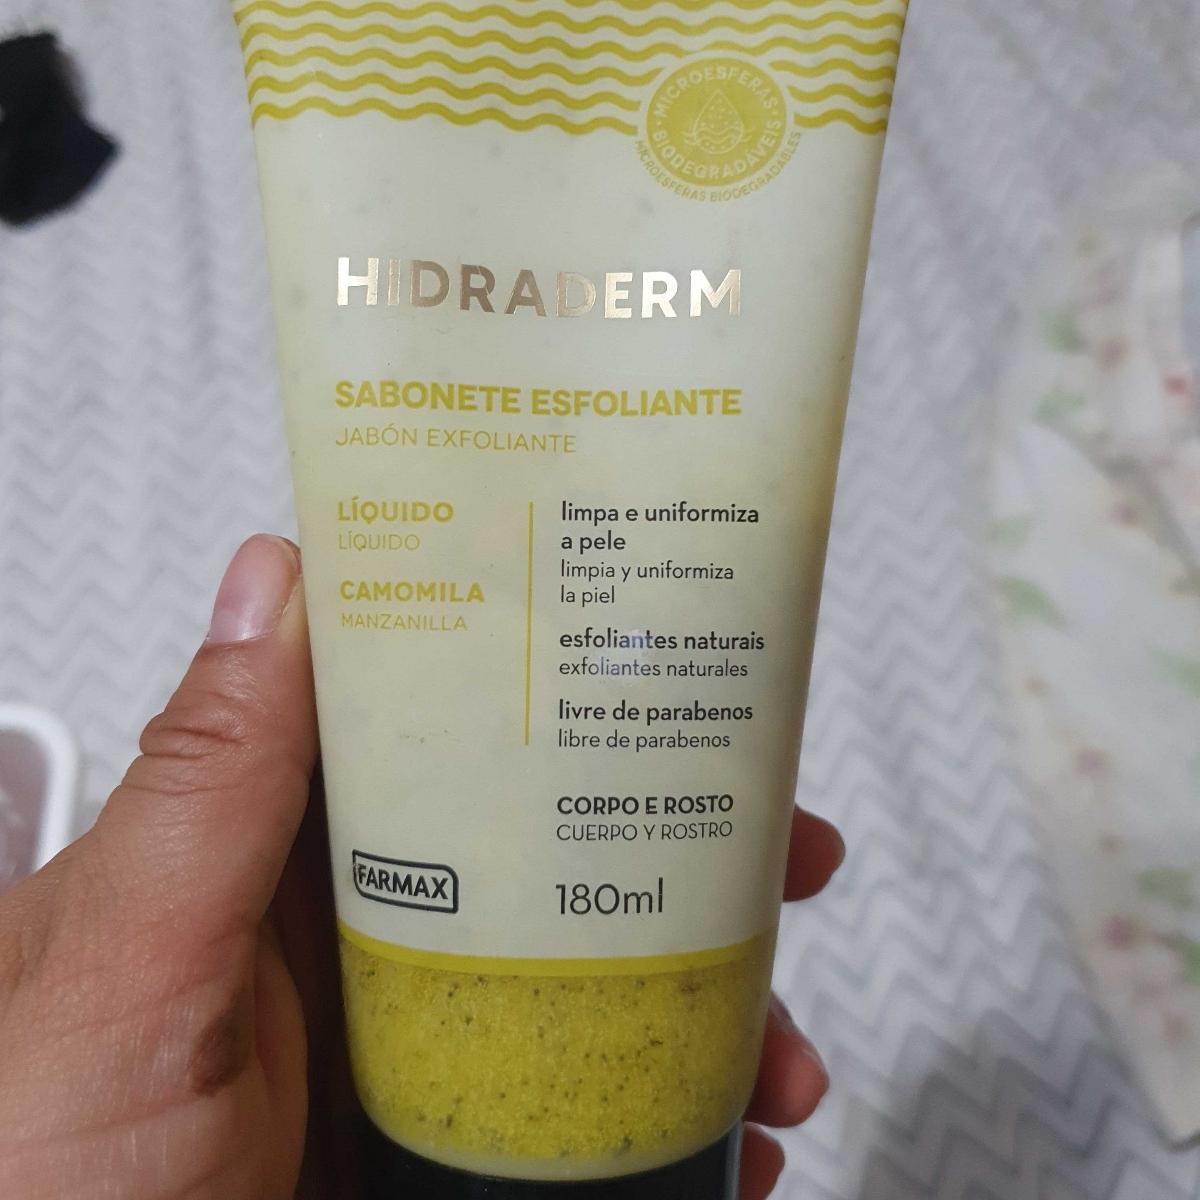 MICROESFERAS
BIODEGRADÁVEIS
MICROESFERAS BIODEGRADABLES
HIDRADERM
SABONETE ESFOLIANTE
JABÓN EXFOLIANTE
LÍQUIDO
LÍQUIDO
CAMOMILA
MANZANILLA
limpa e uniformiza
a pele
limpia y uniformiza
la piel
esfoliantes naturais
exfoliantes naturales
livre de parabenos
libre de parabenos
CORPO E ROSTO
CUERPO Y ROSTRO
FARMAX
180ml